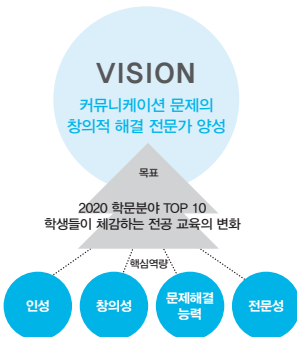 VISION
커뮤니케이션 문제의
창의적 해결 전문가 양성
목표
2020 학문분야 TOP 10
학생들이 체감하는 전공 교육의 변화
핵심역량
인성
창의성
문제해결
능력
전문성